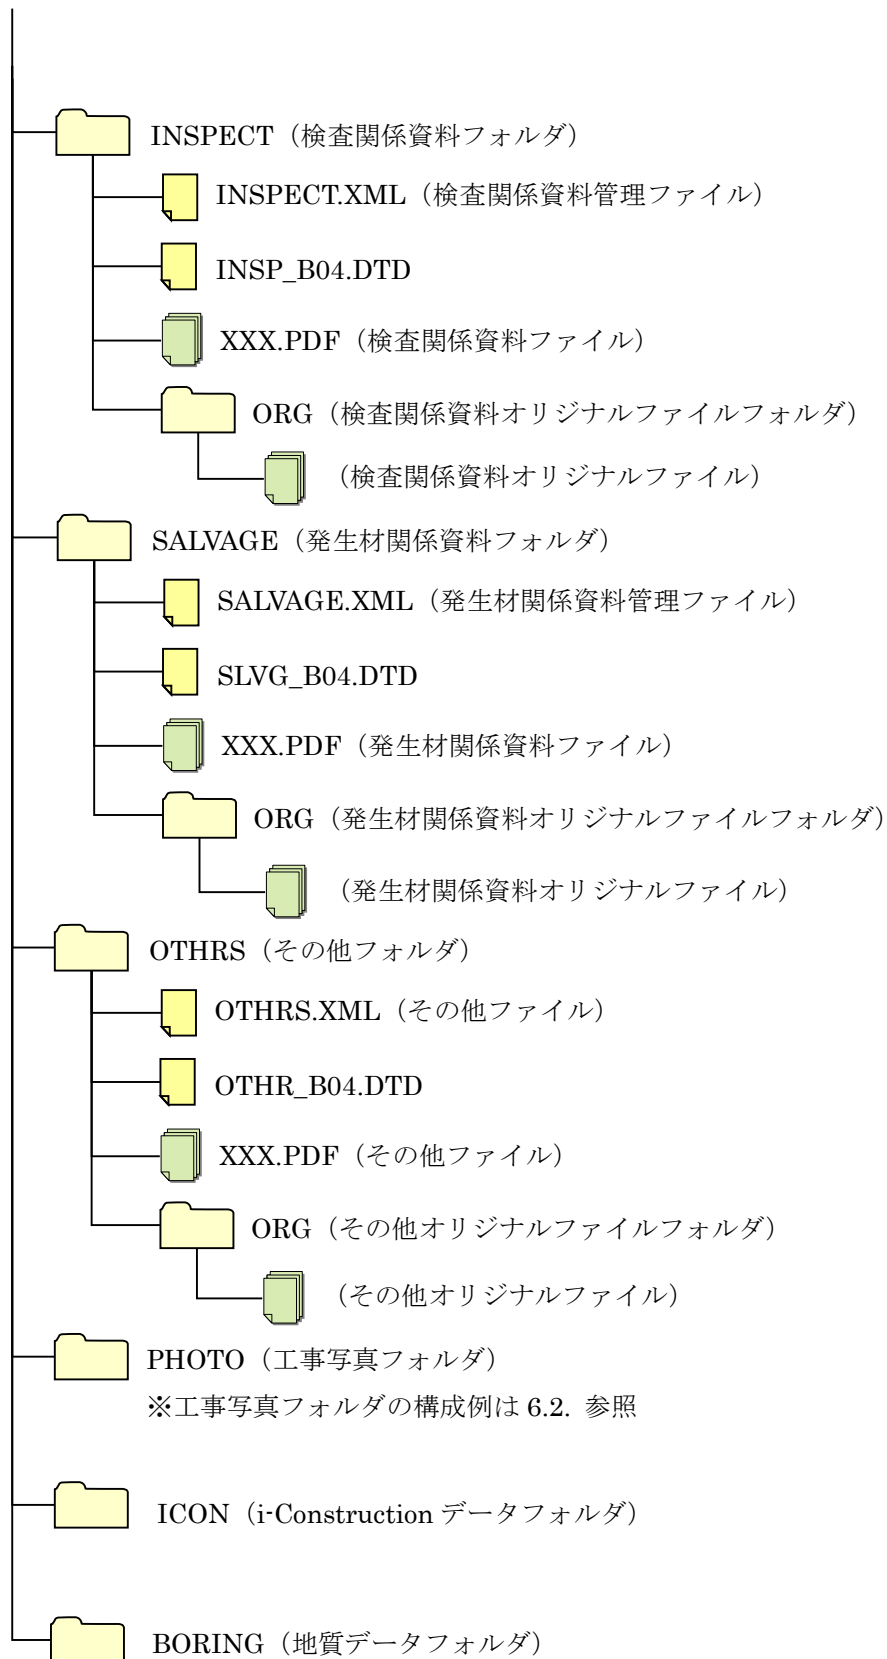 INSPECT（検査関係資料フォルダ）
INSPECT.XML（検査関係資料管理ファイル）
INSP_B04.DTD
XXX.PDF（検査関係資料ファイル）
ORG（検査関係資料オリジナルファイルフォルダ）
（検査関係資料オリジナルファイル）
SALVAGE（発生材関係資料フォルダ）
SALVAGE.XML（発生材関係資料管理ファイル）
SLVG_B04.DTD
XXX.PDF（発生材関係資料ファイル）
ORG（発生材関係資料オリジナルファイルフォルダ）
（発生材関係資料オリジナルファイル）
OTHRS（その他フォルダ）
OTHRS.XML（その他ファイル）
OTHR_B04.DTD
XXX.PDF（その他ファイル）
ORG（その他オリジナルファイルフォルダ）
（その他オリジナルファイル）
PHOTO（工事写真フォルダ）
※工事写真フォルダの構成例は 6.2. 参照
ICON（i-Construction データフォルダ）
BORING（地質データフォルダ）